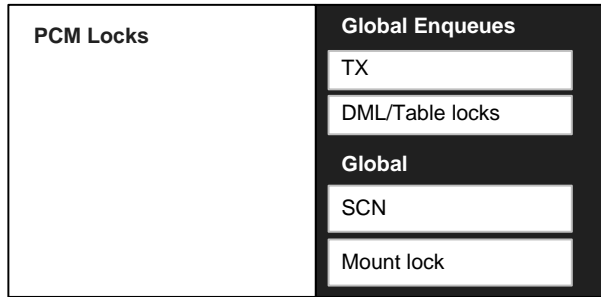 PCM Locks
Global Enqueues
TX
DML/Table locks
Global
SCN
Mount lock